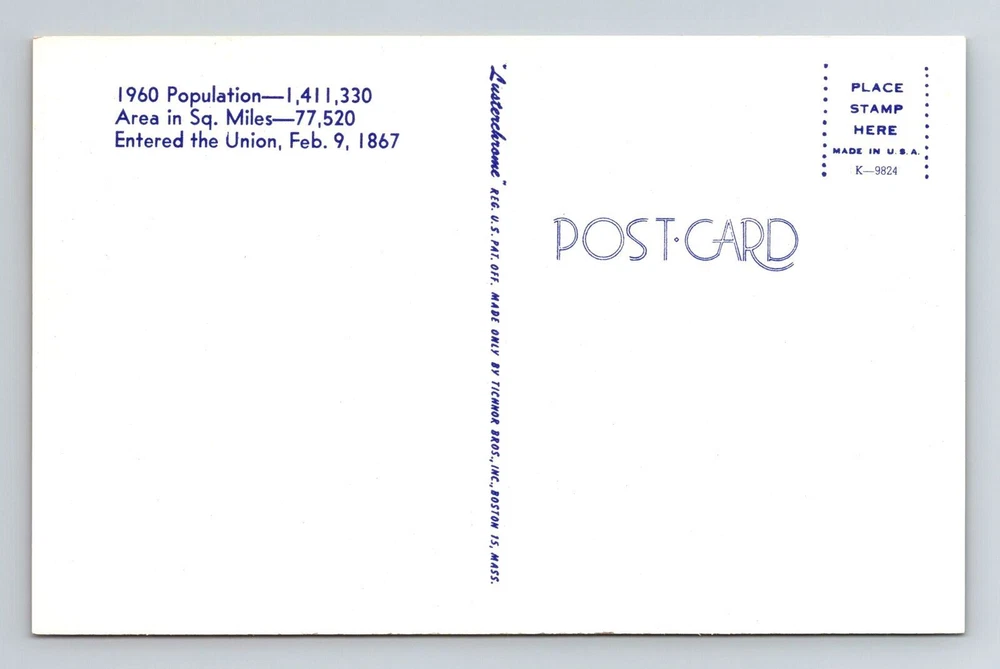 1960 Population—1,411,330
Area in Sq. Miles—77,520
Entered the Union, Feb. 9, 1867
"Lusterchrome" REG. U.S. PAT. OFF. MADE ONLY BY TICHNOR BROS., INC., BOSTON 15, MASS.
PLACE
STAMP
HERE
MADE IN U.S.A.
K—9824
POST·CARD